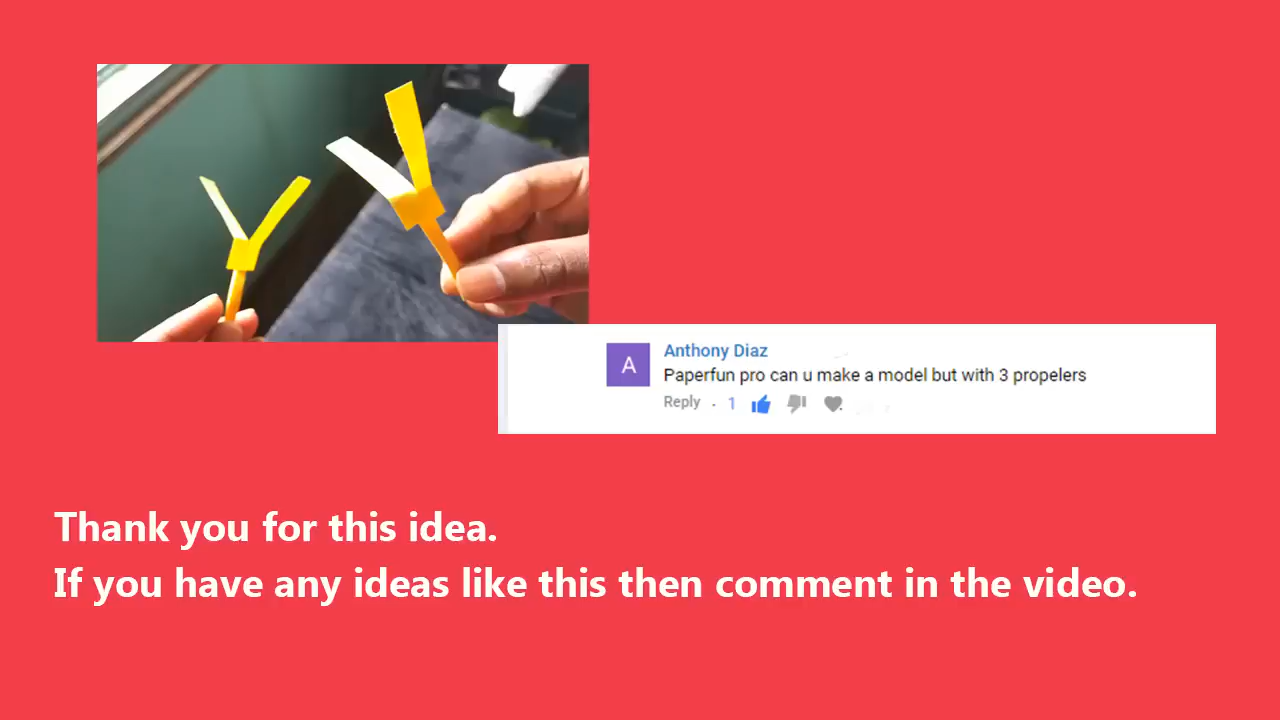 A
Anthony Diaz
Paperfun pro can u make a model but with 3 propelers
Reply . 1
Thank you for this idea.
If you have any ideas like this then comment in the video.